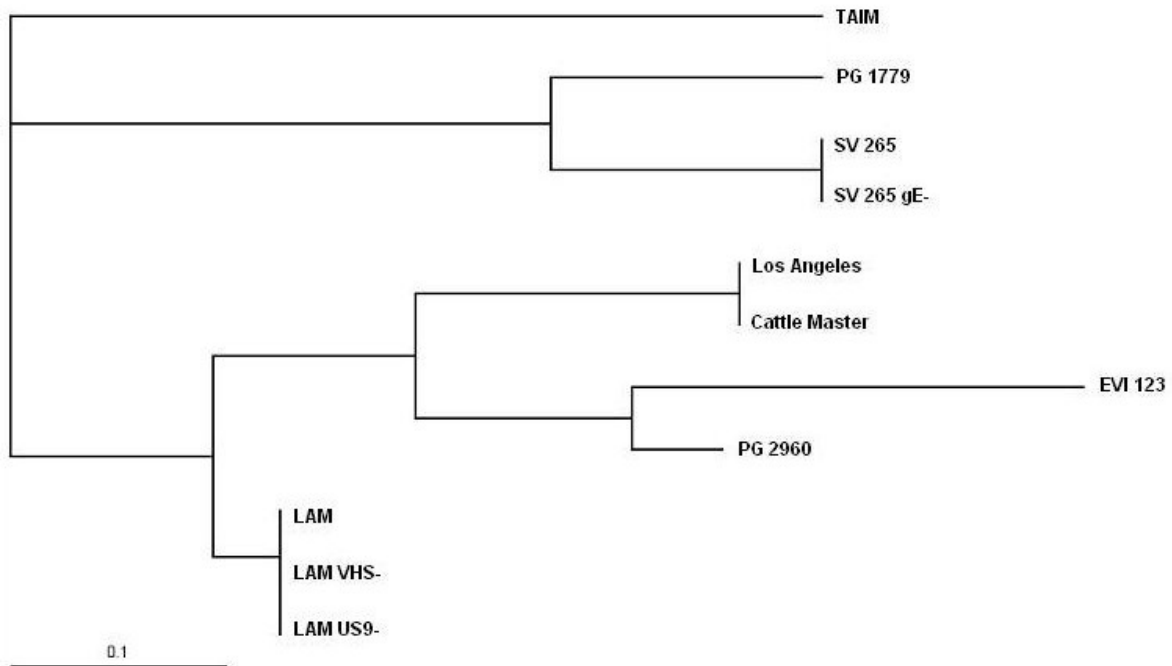 TAIM
PG 1779
SV 265
SV 265 gE-
Los Angeles
Cattle Master
EVI 123
PG 2960
LAM
LAM VHS-
LAM US9-
0.1